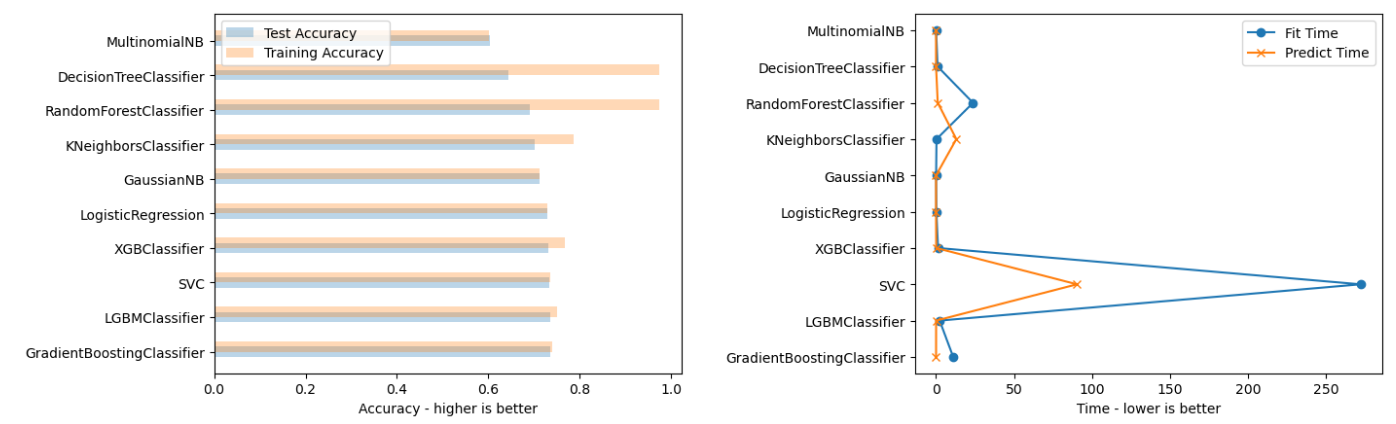 MultinomialNB
DecisionTreeClassifier
RandomForestClassifier
KNeighborsClassifier
GaussianNB
LogisticRegression
XGBClassifier
SVC
LGBMClassifier
GradientBoostingClassifier
Test Accuracy
Training Accuracy
0.0 0.2 0.4 0.6 0.8 1.0
Accuracy - higher is better
MultinomialNB
DecisionTreeClassifier
RandomForestClassifier
KNeighborsClassifier
GaussianNB
LogisticRegression
XGBClassifier
SVC
LGBMClassifier
GradientBoostingClassifier
Fit Time
Predict Time
0 50 100 150 200 250
Time - lower is better